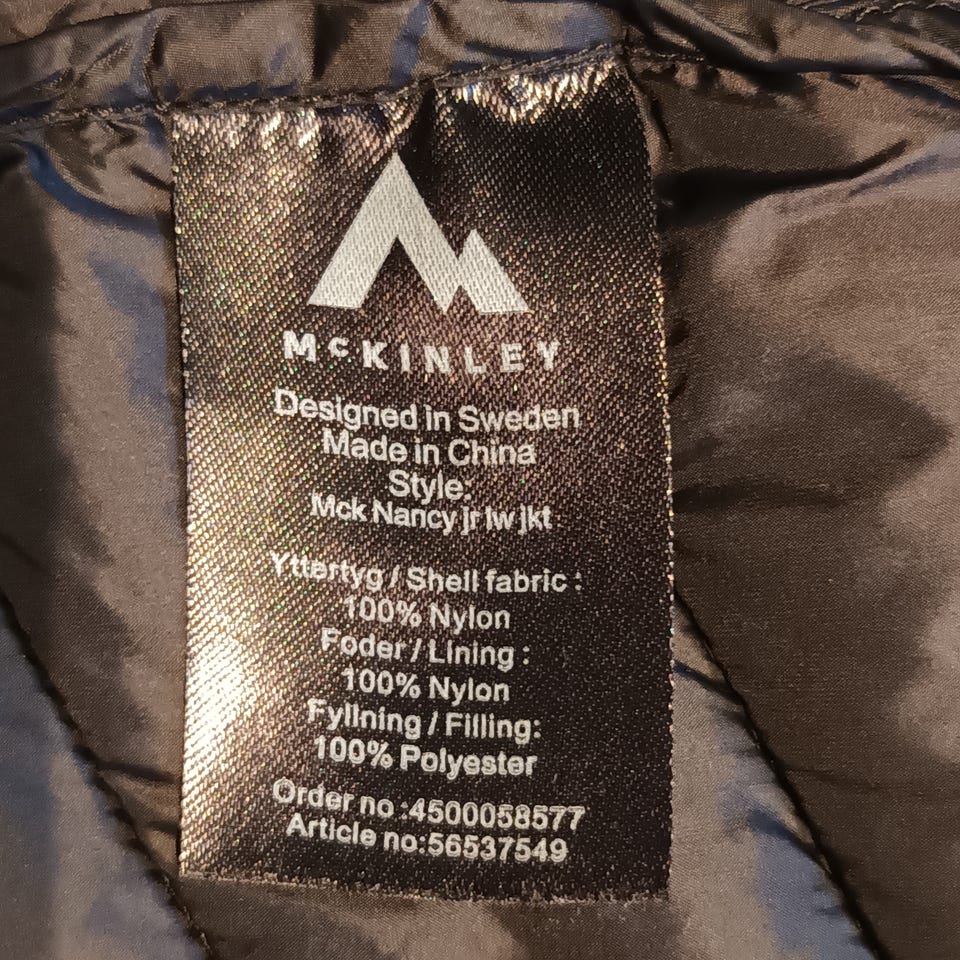 McKINLEY
Designed in Sweden
Made in China
Style:
Mck Nancy jr lw jkt
Yttertyg / Shell fabric :
100% Nylon
Foder / Lining :
100% Nylon
Fyllning / Filling:
100% Polyester
Order no :4500058577
Article no:56537549